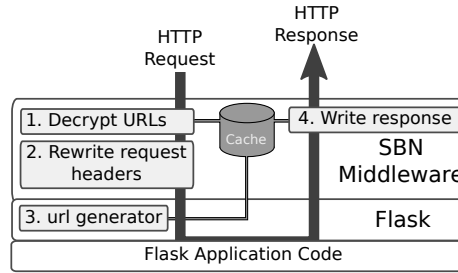 HTTP
Request
HTTP
Response
1. Decrypt URLs
Cache
4. Write response
2. Rewrite request
headers
SBN
Middleware
3. url generator
Flask
Flask Application Code